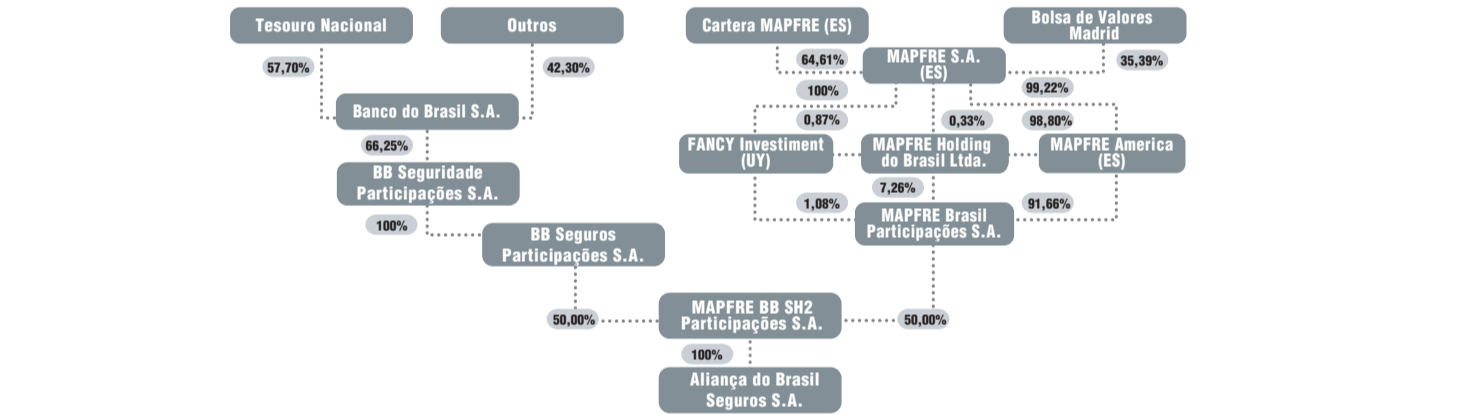 Tesouro Nacional
Outros
57,70%
42,30%
Banco do Brasil S.A.
66,25%
BB Seguridade
Participações S.A.
100%
BB Seguros
Participações S.A.
50,00%
Cartera MAPFRE (ES)
Bolsa de Valores
Madrid
64,61%
MAPFRE S.A.
(ES)
35,39%
100%
99,22%
0,87%
0,33%
98,80%
FANCY Investiment
(UY)
MAPFRE Holding
do Brasil Ltda.
MAPFRE America
(ES)
7,26%
1,08%
91,66%
MAPFRE Brasil
Participações S.A.
50,00%
MAPFRE BB SH2
Participações S.A.
100%
Aliança do Brasil
Seguros S.A.